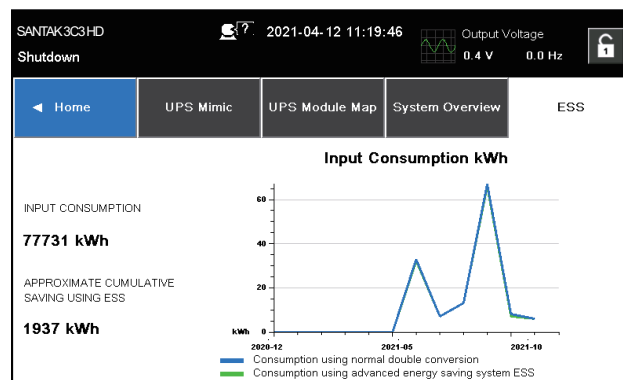 SANTAK 3C3 HD
? 2021-04-12 11:19:46
Output Voltage
Shutdown
0.4 V 0.0 Hz
1
◄ Home
UPS Mimic
UPS Module Map
System Overview
ESS
Input Consumption kWh
INPUT CONSUMPTION
77731 kWh
APPROXIMATE CUMULATIVE
SAVING USING ESS
1937 kWh
60
40
20
kWh 0
2020-12 2021-05 2021-10
Consumption using normal double conversion
Consumption using advanced energy saving system ESS